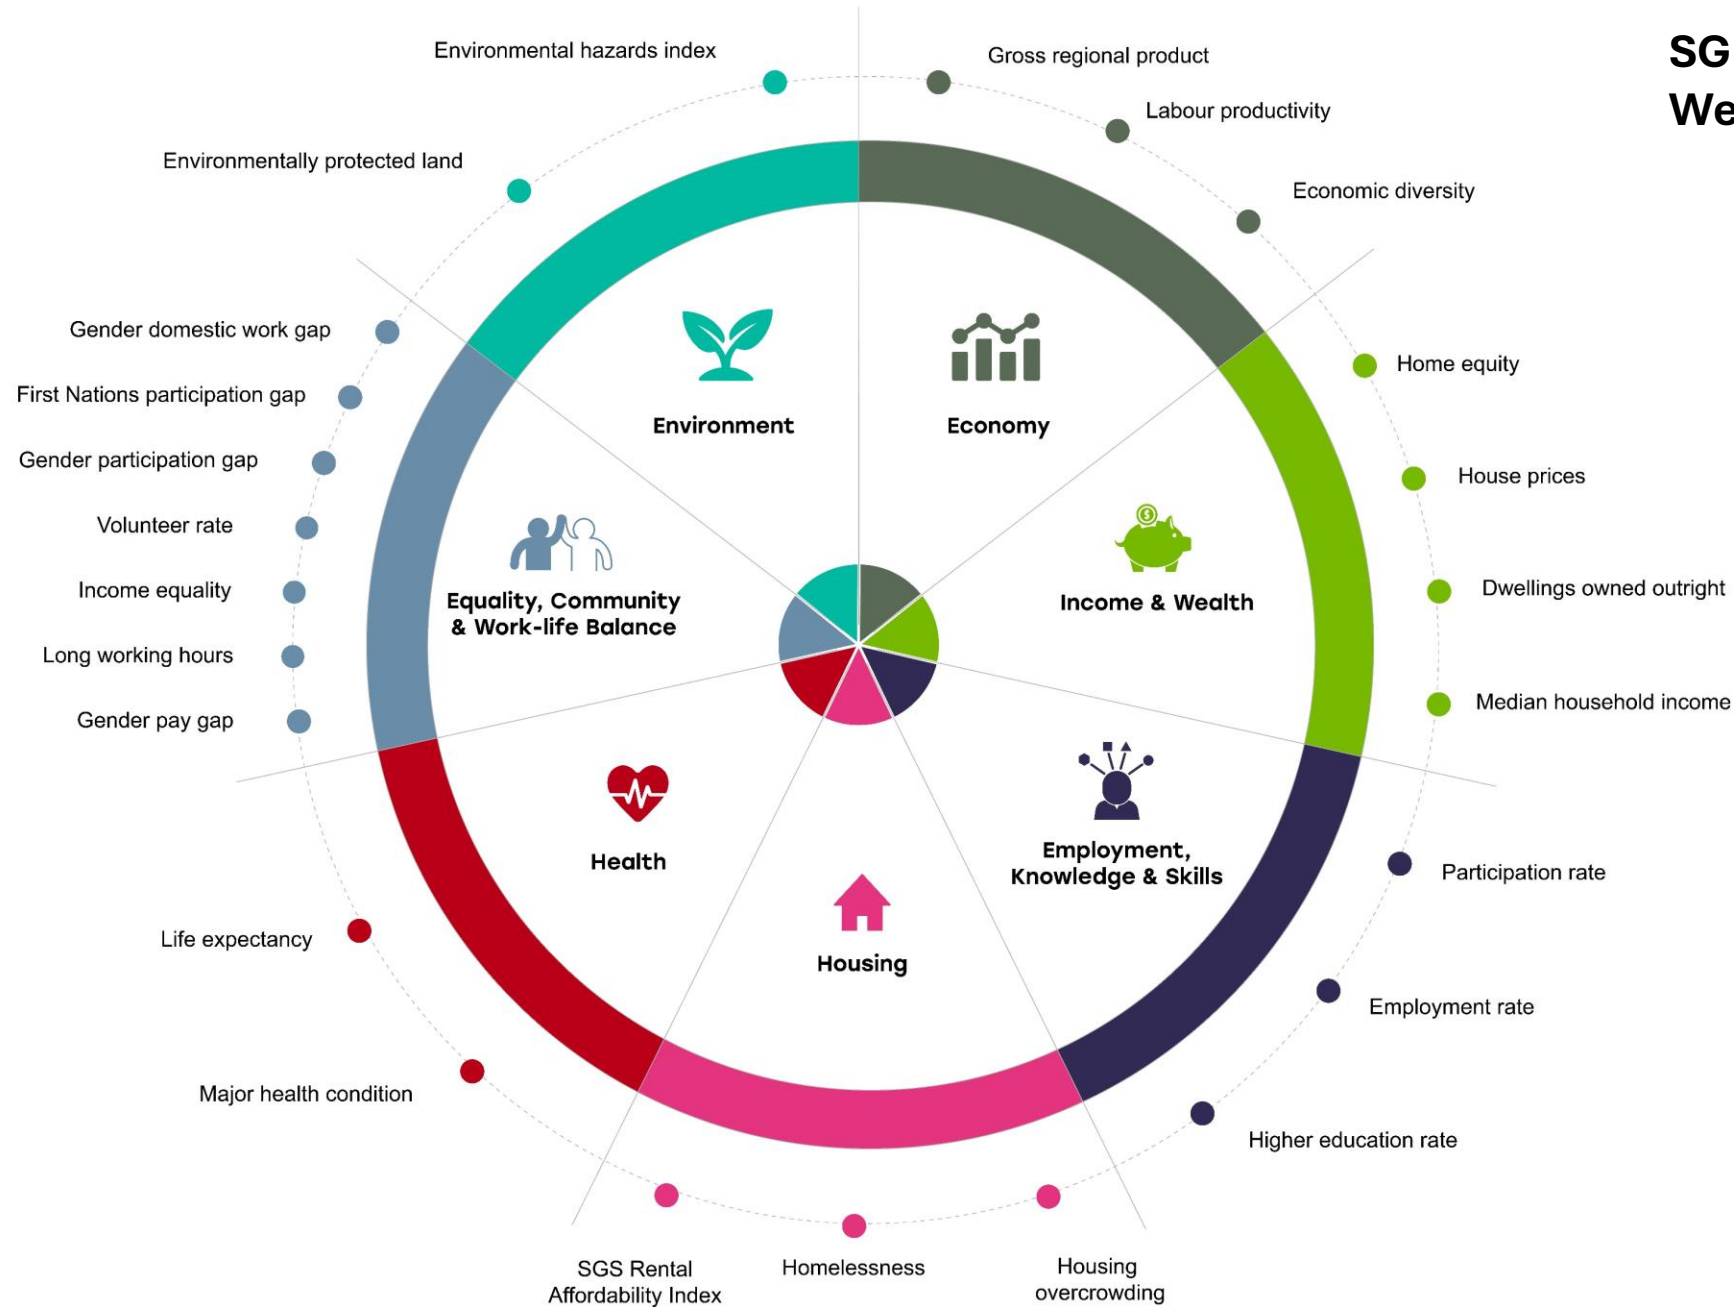 SG
We
Environmental hazards index
Gross regional product
Labour productivity
Environmentally protected land
Economic diversity
Gender domestic work gap
First Nations participation gap
Gender participation gap
Volunteer rate
Income equality
Long working hours
Gender pay gap
Home equity
House prices
Dwellings owned outright
Median household income
Environment
Economy
Equality, Community
& Work-life Balance
Income & Wealth
Health
Employment,
Knowledge & Skills
Housing
Participation rate
Life expectancy
Employment rate
Major health condition
Higher education rate
SGS Rental
Affordability Index
Homelessness
Housing
overcrowding
$